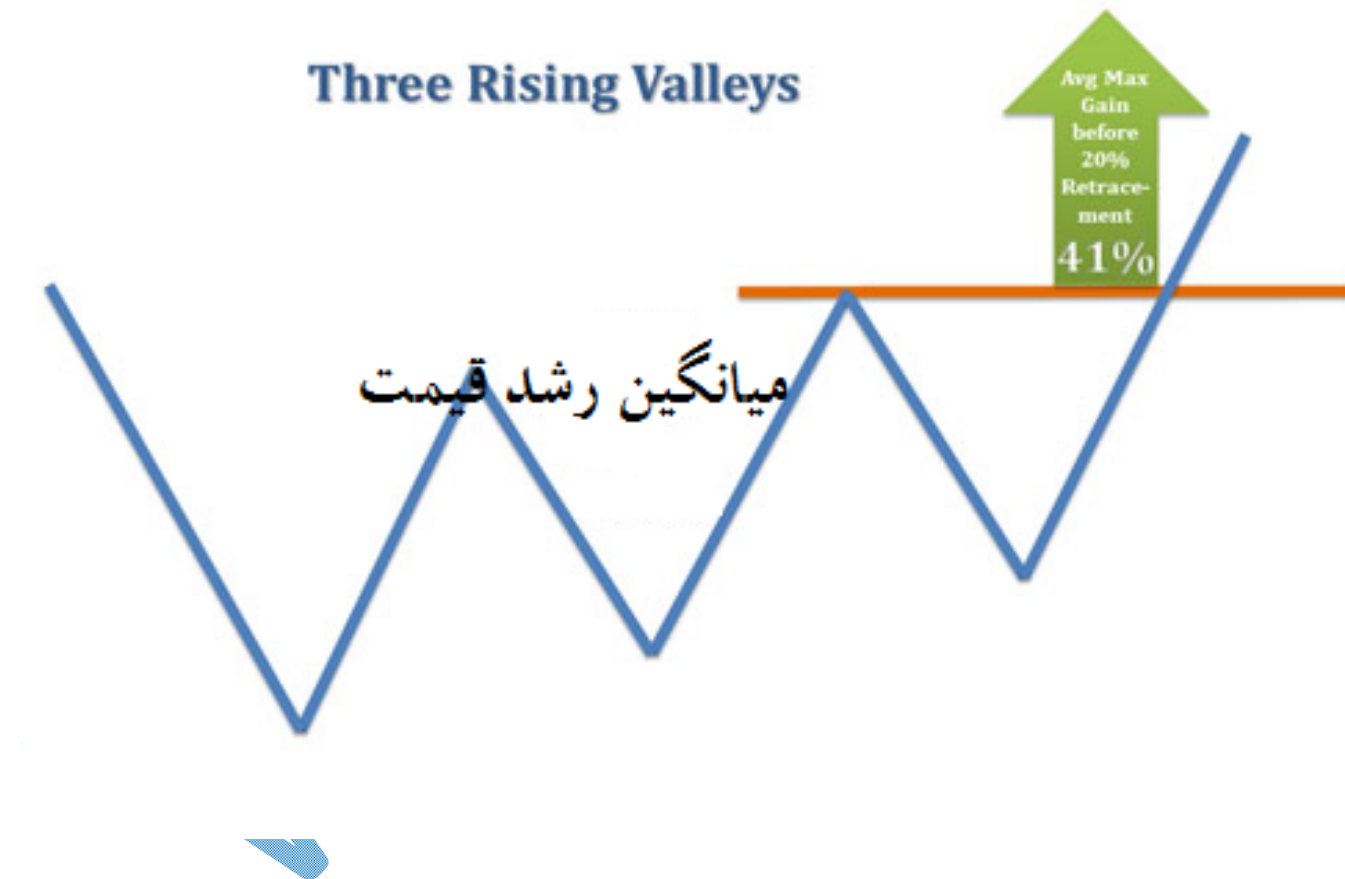 Three Rising Valleys
Avg Max
Gain
before
20%
Retrace-
ment
41%
میانگین رشد قیمت